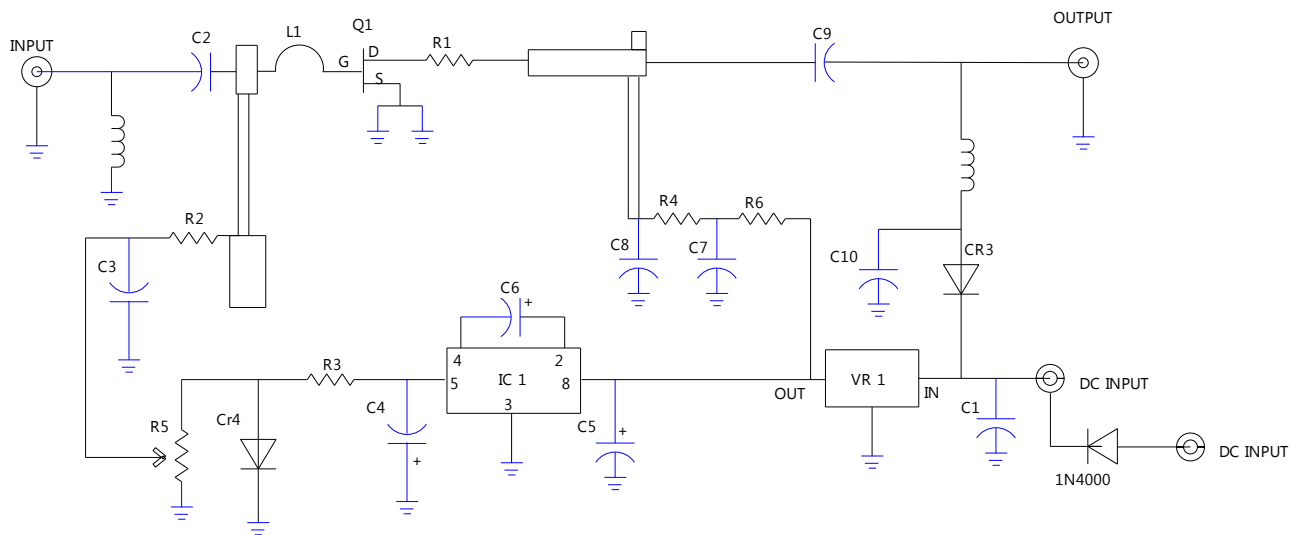 INPUT
C2
L1
Q1
G
D
S
R1
C9
OUTPUT
R2
C3
R4
R6
C8
C7
C10
CR3
C6
+
R3
4
2
5
IC 1
8
3
OUT
VR 1
IN
DC INPUT
R5
Cr4
C4
+
C5
+
C1
1N4000
DC INPUT